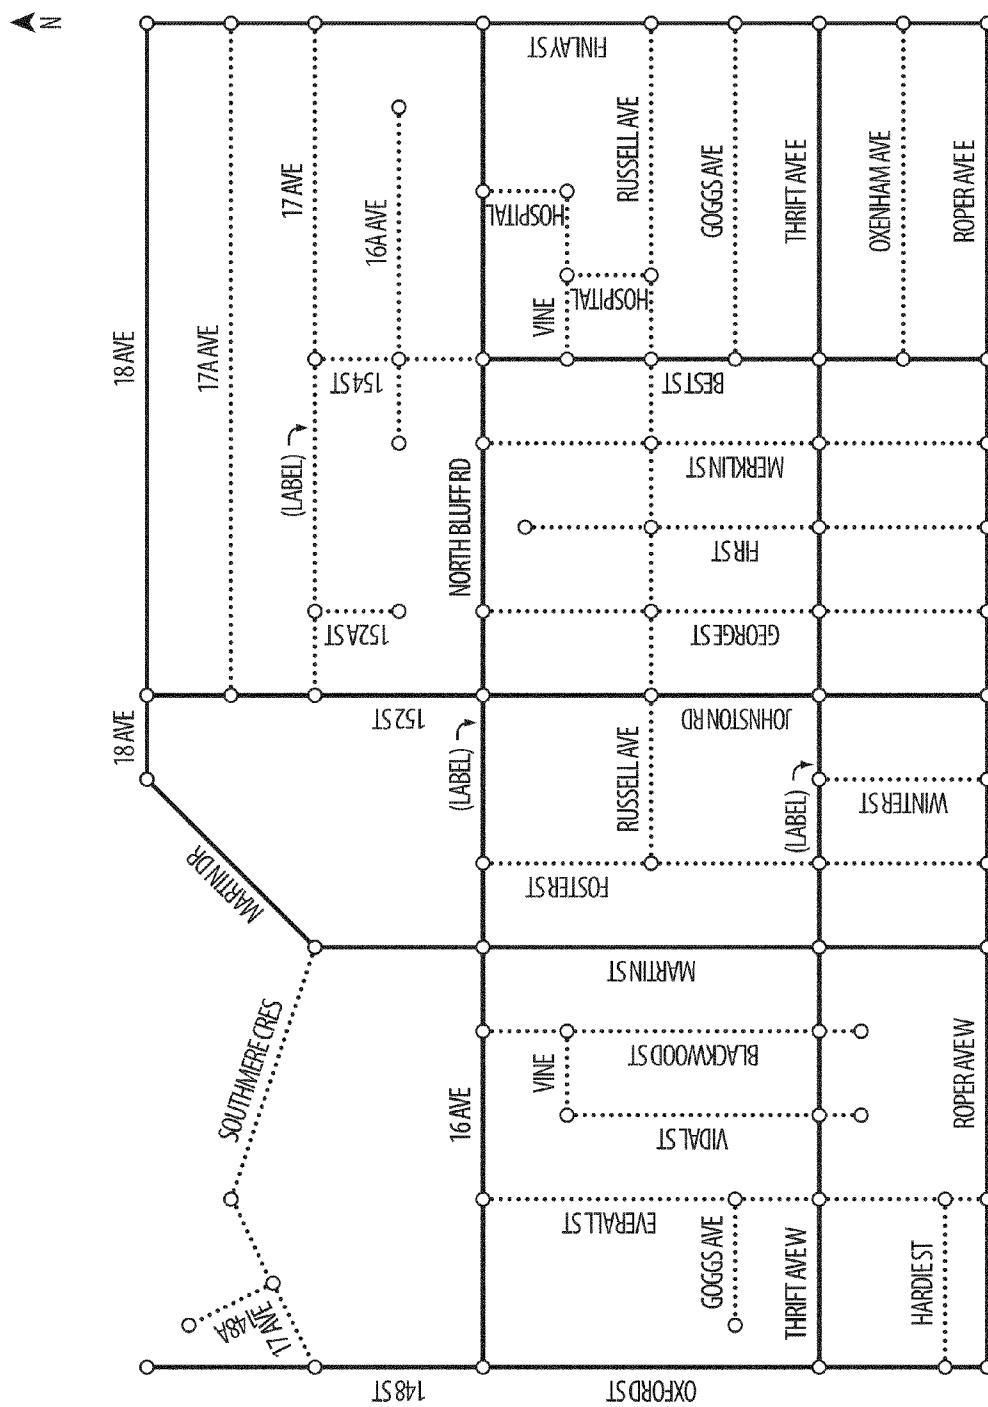 N
18 AVE
18 AVE
MARTIN DR
17A AVE
148A
17 AVE
SOUTHMERE CRES
(LABEL)
17 AVE
152A ST
154 ST
16A AVE
148 ST
152 ST
16 AVE
(LABEL)
NORTH BLUFF RD
VINE
VINE
HOSPITAL
HOSPITAL
FOSTER ST
FINLAY ST
RUSSELL AVE
RUSSELL AVE
OXFORD ST
EVERALL ST
VIDAL ST
BLACKWOOD ST
MARTIN ST
JOHNSTON RD
GEORGE ST
FIRST
MERKLIN ST
BEST ST
GOGGS AVE
GOGGS AVE
THRIFT AVE W
(LABEL)
THRIFT AVE E
WINTER ST
HARDIE ST
OXENHAM AVE
ROPER AVE W
ROPER AVE E